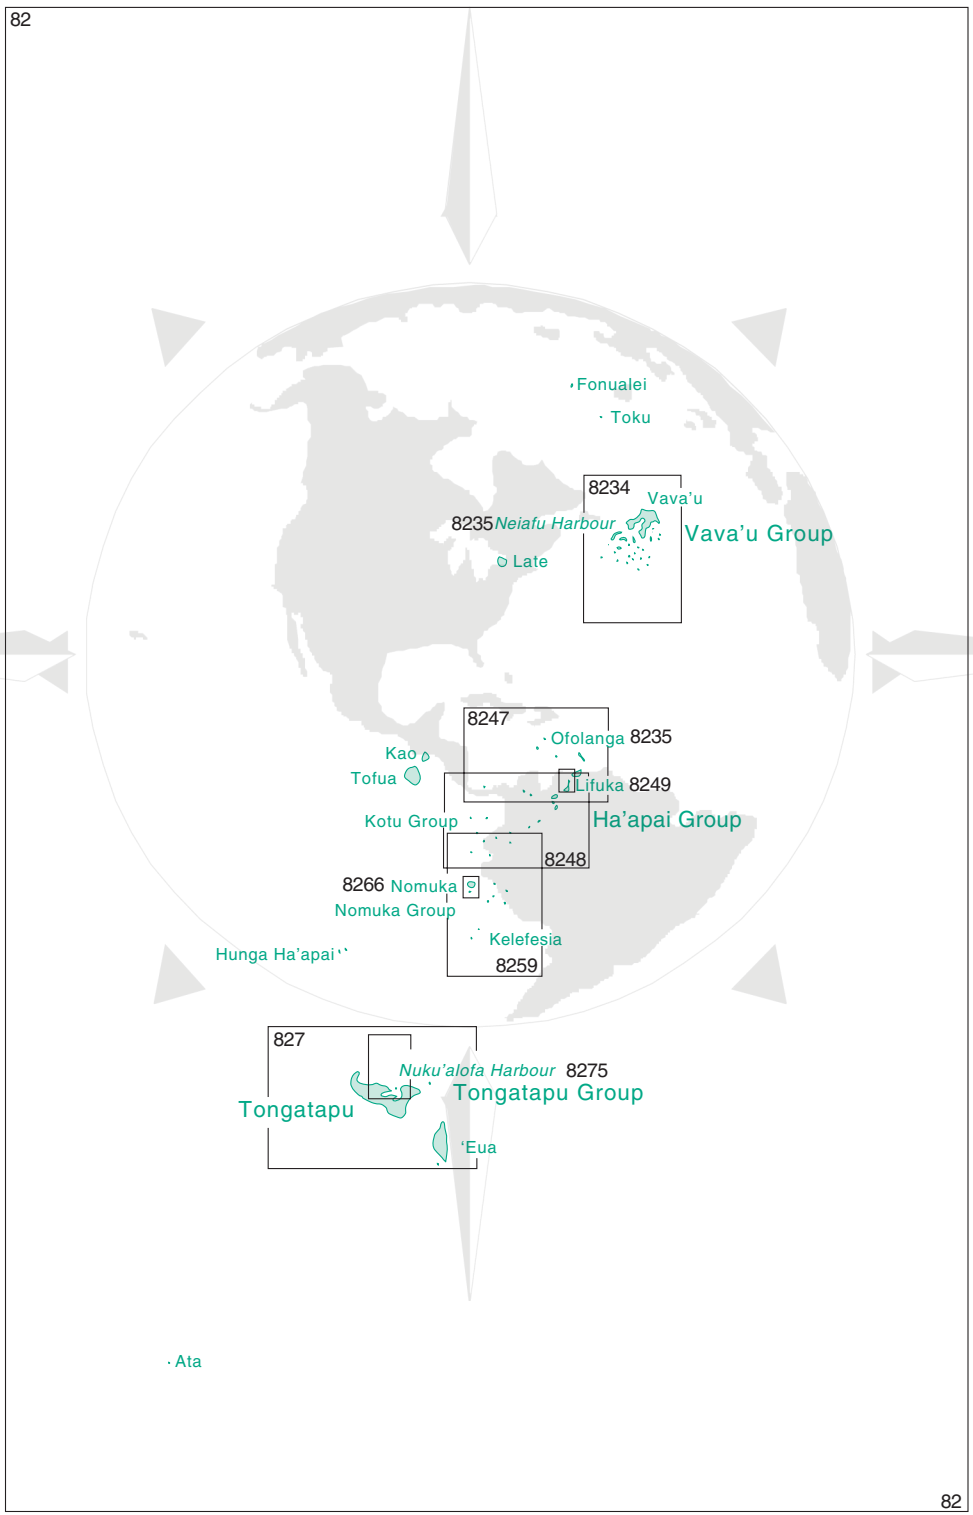 82
Fonualei
Toku
8234
Vava’u
8235 Neiafu Harbour
Vava’u Group
Late
8247
Ofolanga 8235
Kao
Tofua
Lifuka 8249
Kotu Group
Ha’apai Group
8248
8266 Nomuka
Nomuka Group
Kelefesia
Hunga Ha’apai
8259
827
Nuku’alofa Harbour 8275
Tongatapu Group
Tongatapu
‘Eua
Ata
82